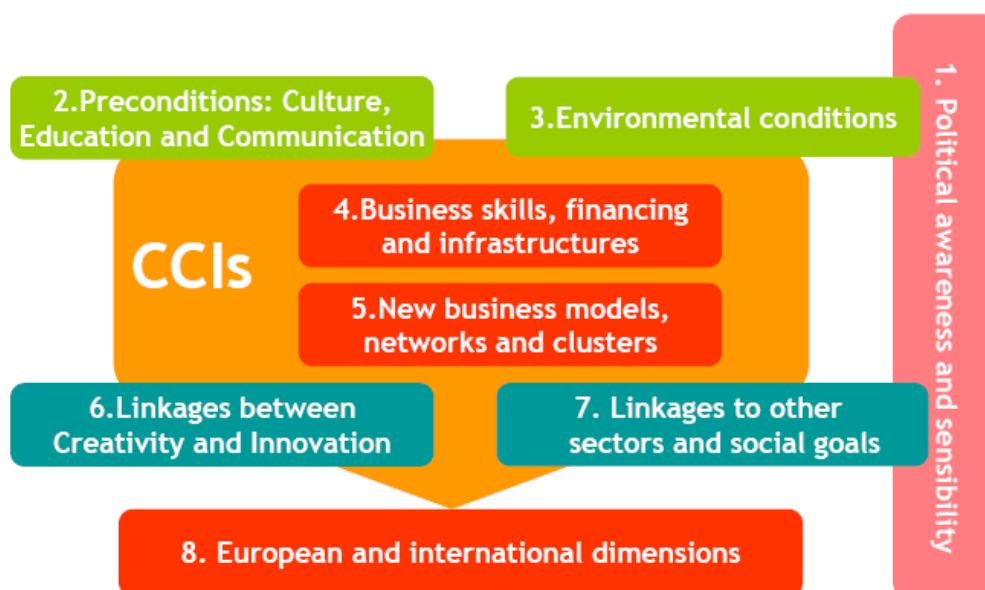 1. Political awareness and sensibility
2.Preconditions: Culture,
Education and Communication
3.Environmental conditions
CCIs
4.Business skills, financing
and infrastructures
5.New business models,
networks and clusters
6.Linkages between
Creativity and Innovation
7. Linkages to other
sectors and social goals
8. European and international dimensions